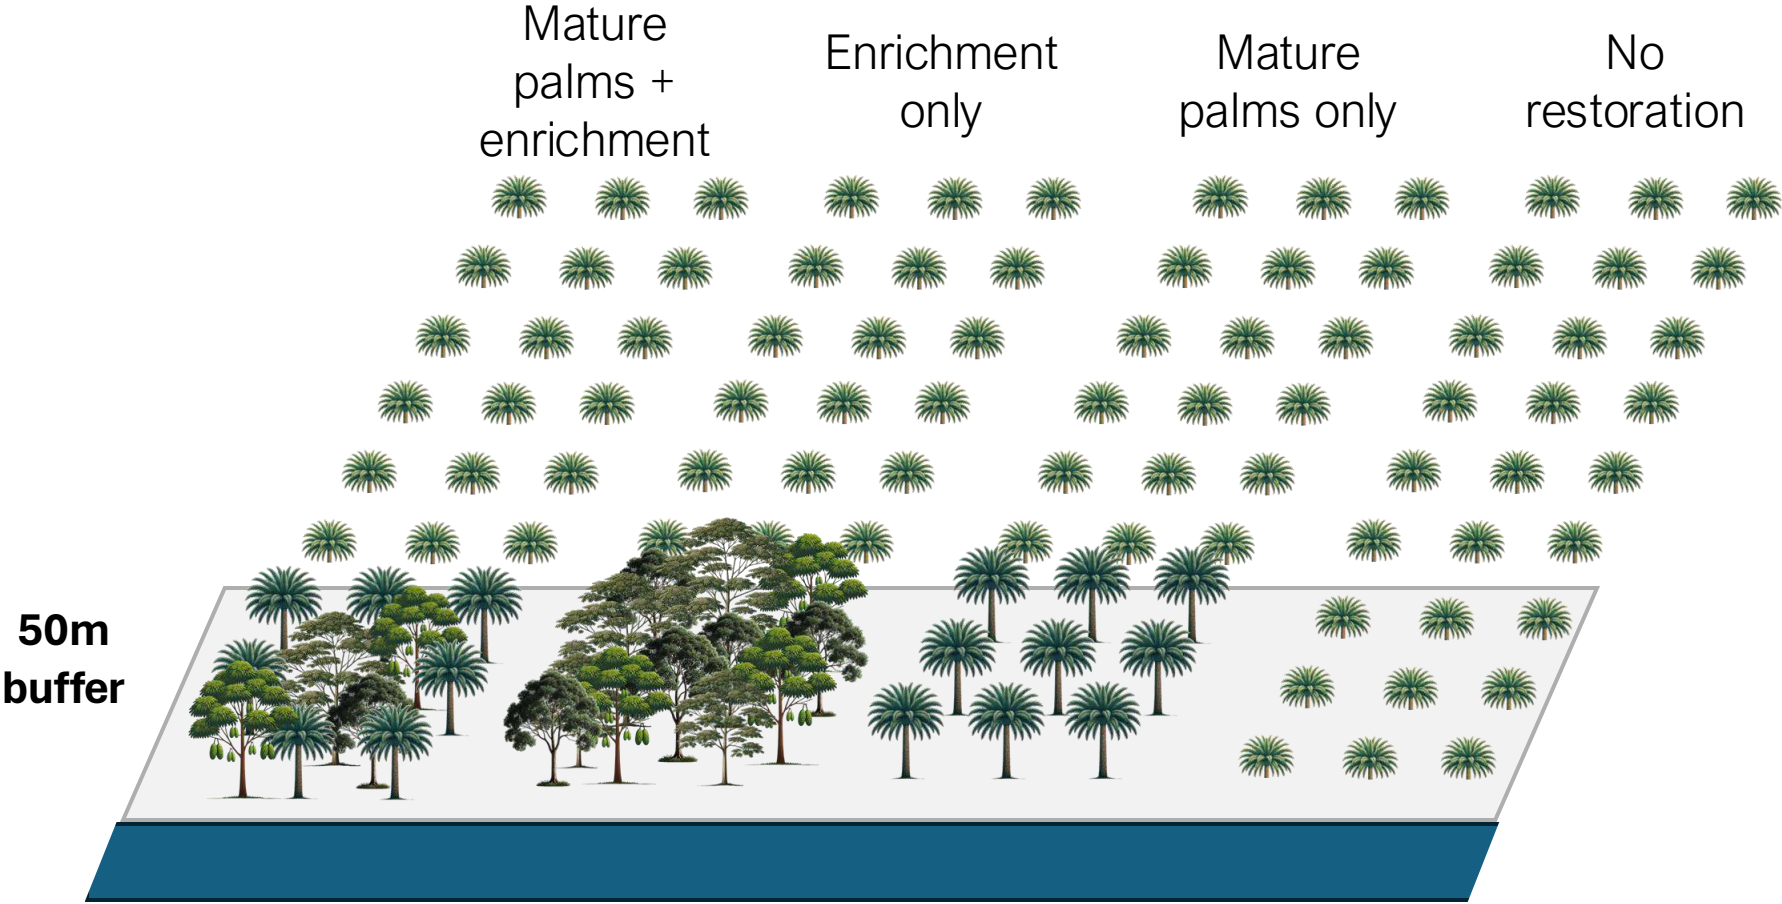 Mature
palms +
enrichment
Enrichment
only
Mature
palms only
No
restoration
50m
buffer